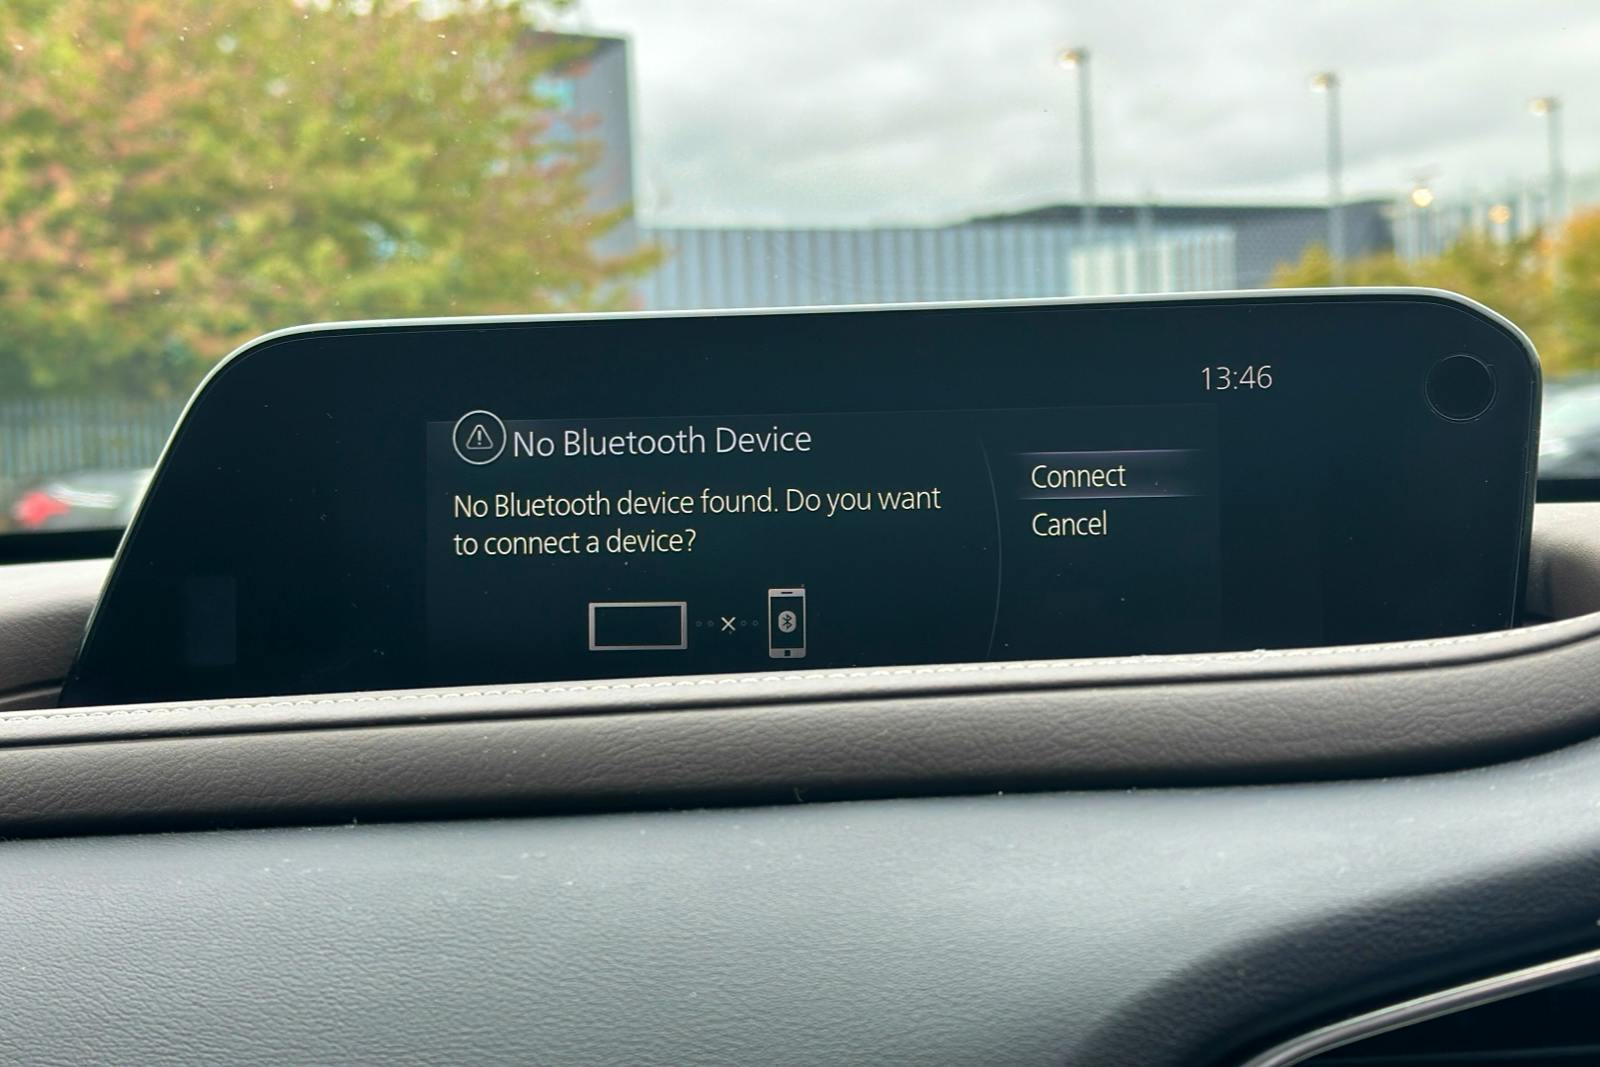 13:46
No Bluetooth Device
No Bluetooth device found. Do you want
to connect a device?
Connect
Cancel